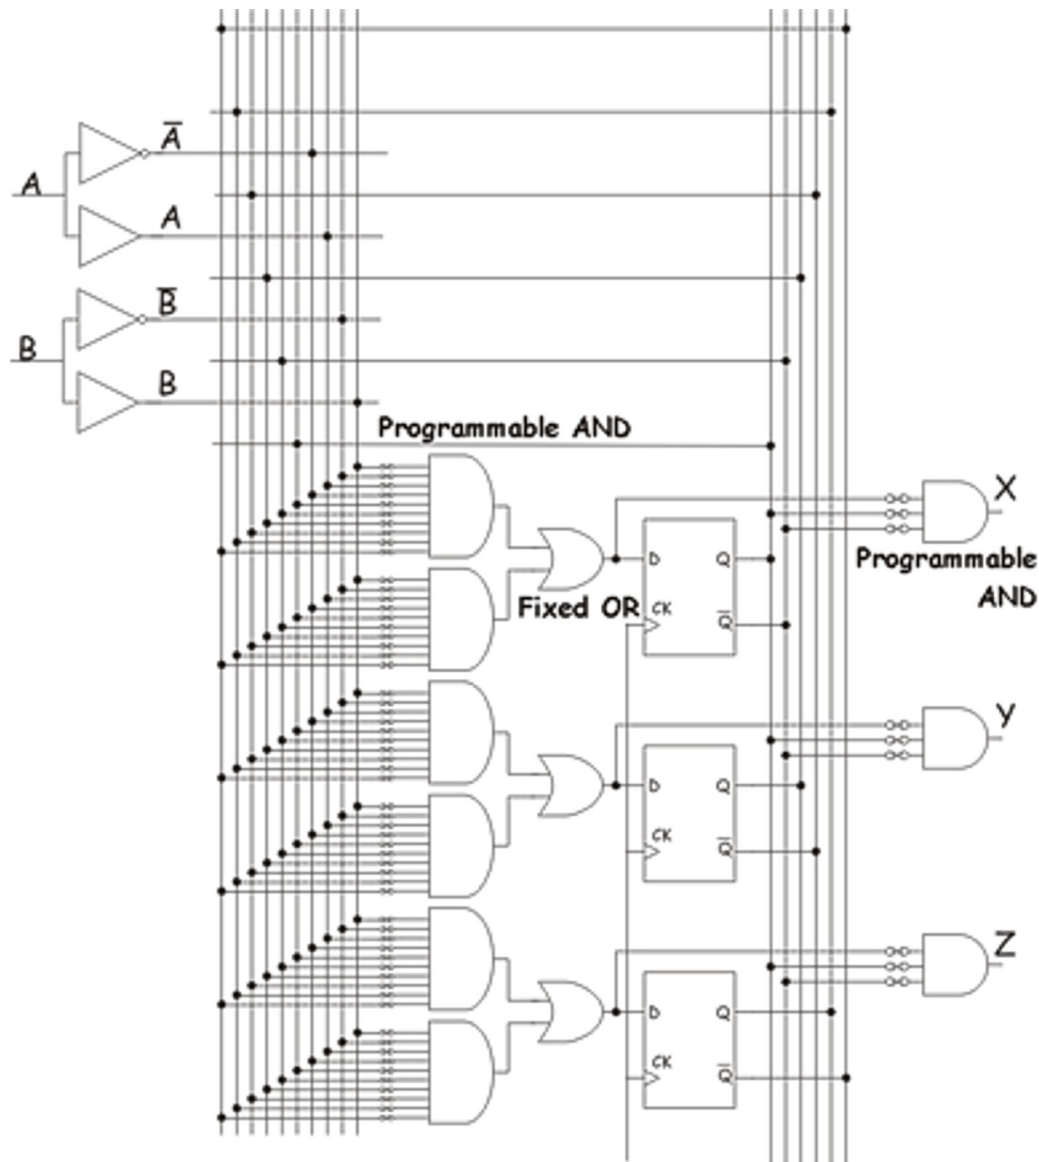 A̅
A
A
B̅
B
B
Programmable AND
X
D
Q
Programmable
AND
Fixed OR
CK
Q̅
Y
D
Q
CK
Q̅
Z
D
Q
CK
Q̅